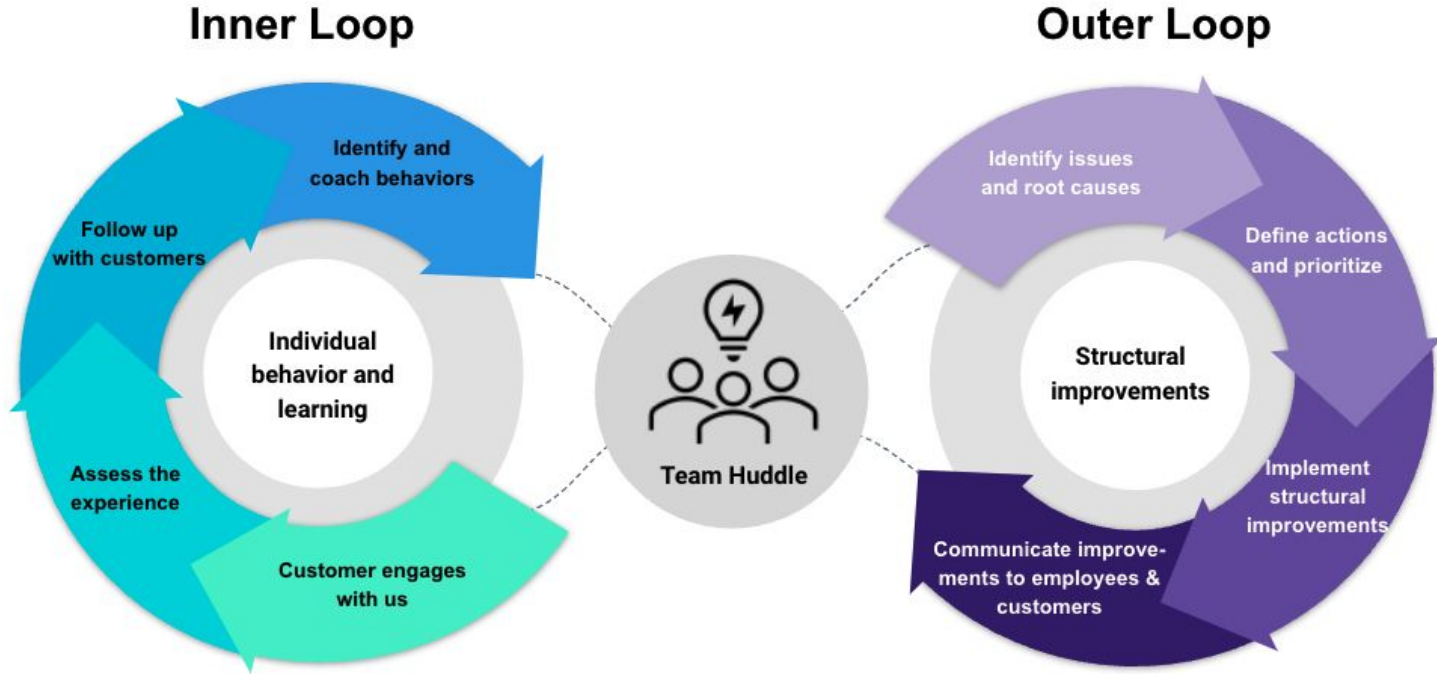 Inner Loop
Outer Loop
Identify and
coach behaviors
Follow up
with customers
Individual
behavior and
learning
Assess the
experience
Customer engages
with us
Team Huddle
Identify issues
and root causes
Define actions
and prioritize
Structural
improvements
Implement
structural
improvements
Communicate improve-
ments to employees &
customers